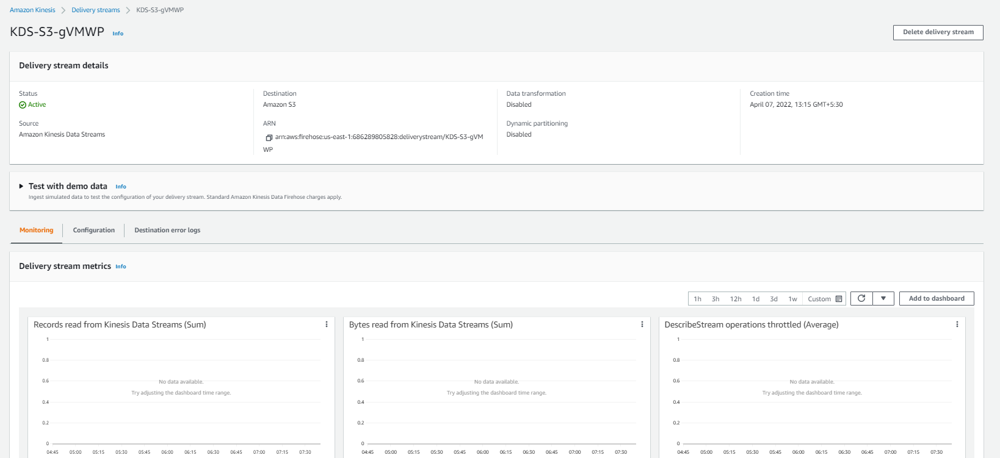 Amazon Kinesis > Delivery streams > KDS-S3-gVMWP
KDS-S3-gVMWP Info
Delete delivery stream
Delivery stream details
Status
Active
Source
Amazon Kinesis Data Streams
Destination
Amazon S3
ARN
arn:aws:firehose:us-east-1:686289805828:deliverystream/KDS-S3-gVM
WP
Data transformation
Disabled
Dynamic partitioning
Disabled
Creation time
April 07, 2022, 13:15 GMT+5:30
Test with demo data Info
Ingest simulated data to test the configuration of your delivery stream. Standard Amazon Kinesis Data Firehose charges apply.
Monitoring Configuration Destination error logs
Delivery stream metrics Info
1h 3h 12h 1d 3d 1w Custom Add to dashboard
Records read from Kinesis Data Streams (Sum)
1
0.8
0.6
0.4
0.2
0
No data available.
Try adjusting the dashboard time range.
04:45 05:00 05:15 05:30 05:45 06:00 06:15 06:30 06:45 07:00 07:15 07:30
Bytes read from Kinesis Data Streams (Sum)
1
0.8
0.6
0.4
0.2
0
No data available.
Try adjusting the dashboard time range.
04:45 05:00 05:15 05:30 05:45 06:00 06:15 06:30 06:45 07:00 07:15 07:30
DescribeStream operations throttled (Average)
1
0.8
0.6
0.4
0.2
0
No data available.
Try adjusting the dashboard time range.
04:45 05:00 05:15 05:30 05:45 06:00 06:15 06:30 06:45 07:00 07:15 07:30